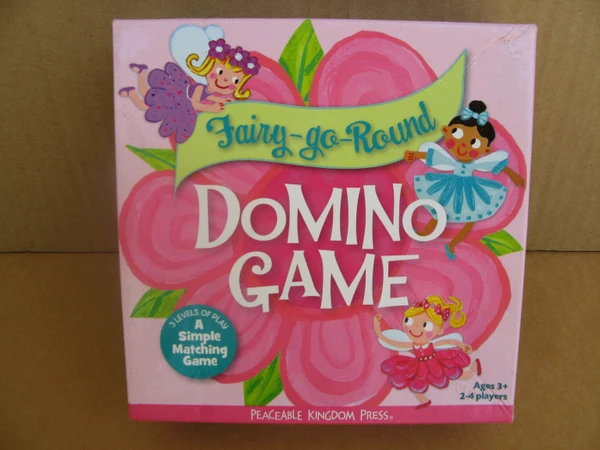 Fairy-go-Round
DOMINO
GAME
3 LEVELS OF PLAY
A
Simple
Matching
Game
Ages 3+
2-4 players
PEACEABLE KINGDOM PRESS®